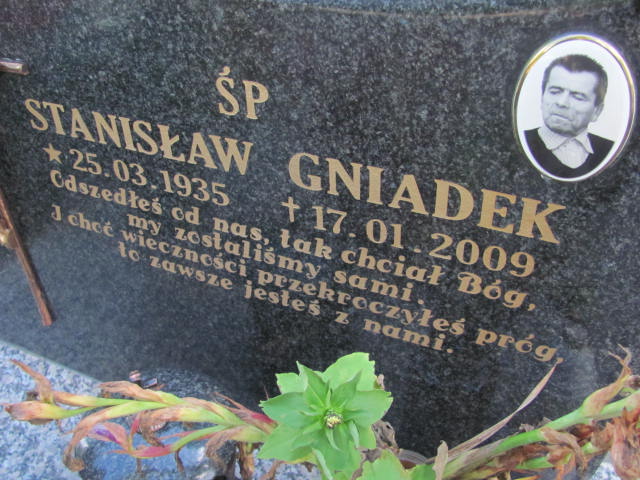 ŚP
STANISŁAW GNIADEK
★ 25.03.1935 † 17.01.2009
Odszedłeś od nas, tak chciał Bóg,
my zostaliśmy sami.
I choć wieczności przekroczyłeś próg,
to zawsze jesteś z nami.